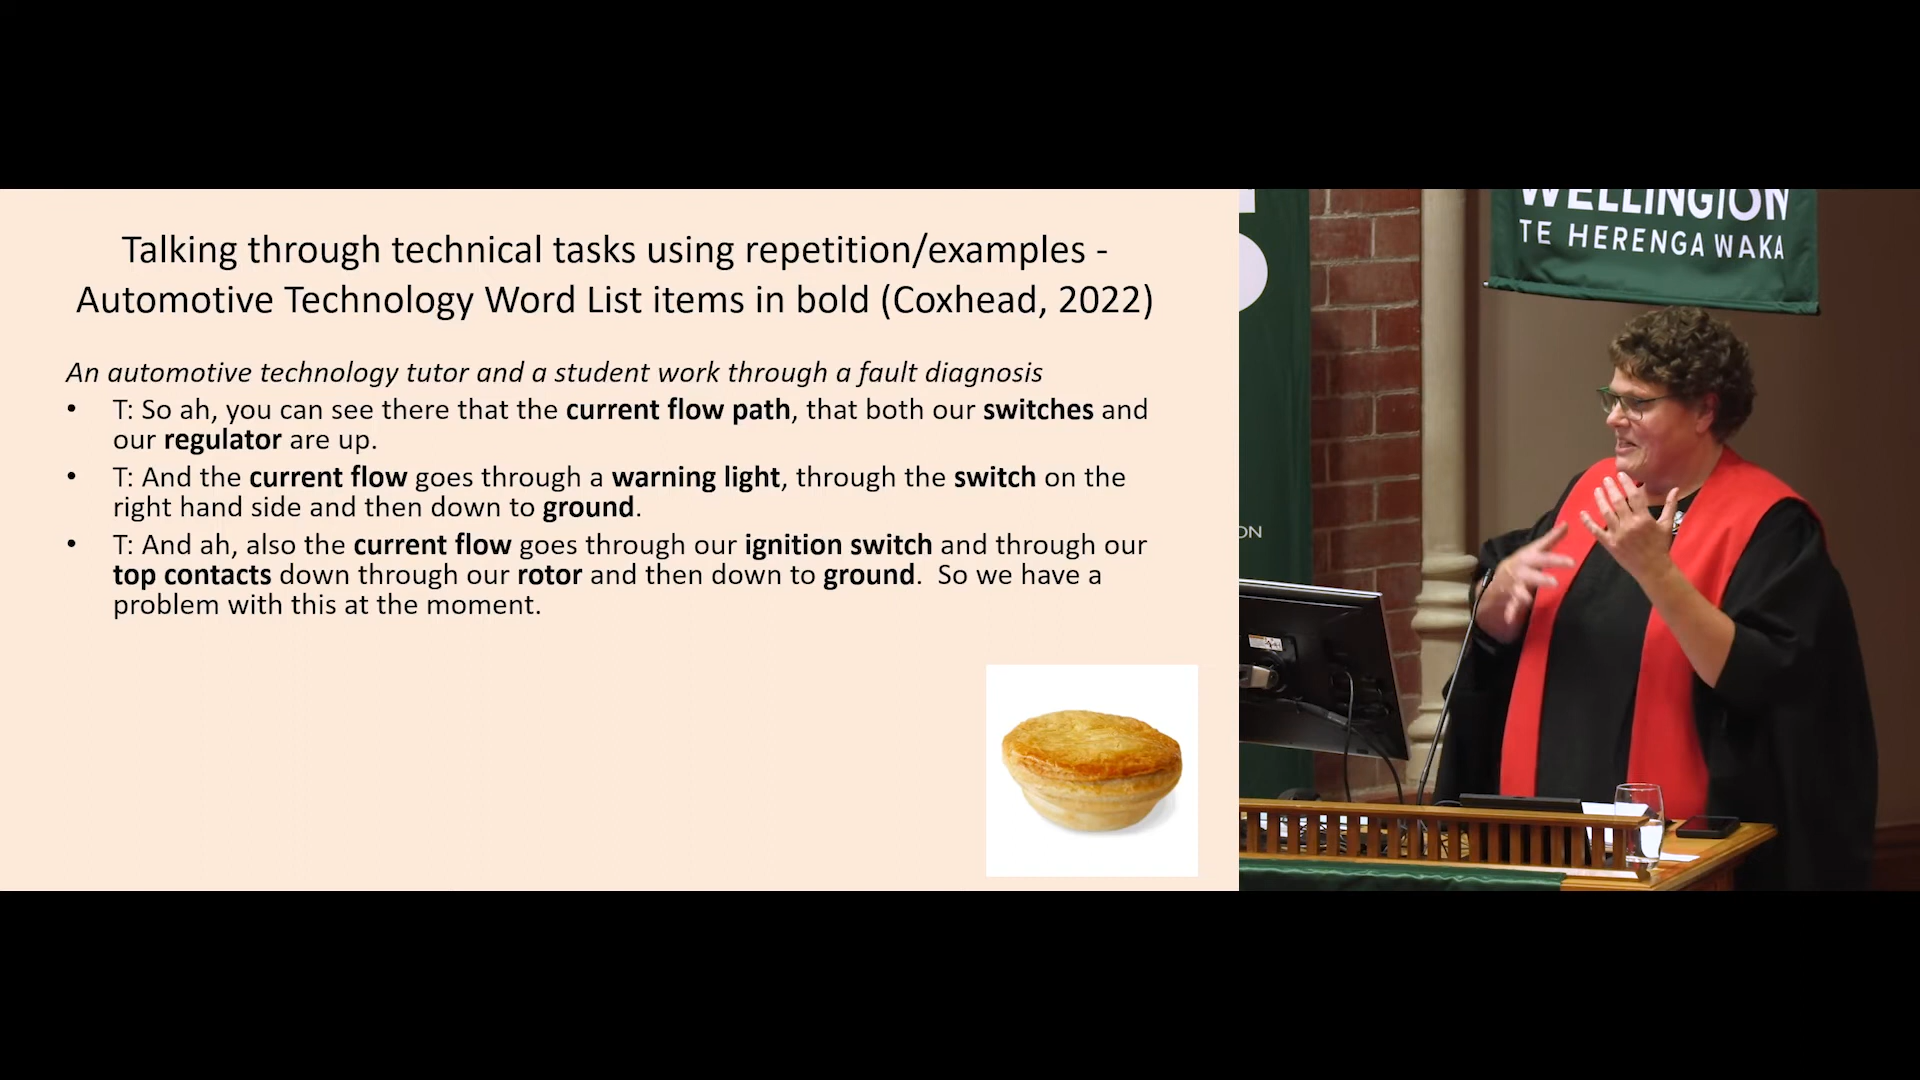 Talking through technical tasks using repetition/examples -
Automotive Technology Word List items in bold (Coxhead, 2022)
An automotive technology tutor and a student work through a fault diagnosis
• T: So ah, you can see there that the current flow path, that both our switches and
our regulator are up.
• T: And the current flow goes through a warning light, through the switch on the
right hand side and then down to ground.
• T: And ah, also the current flow goes through our ignition switch and through our
top contacts down through our rotor and then down to ground. So we have a
problem with this at the moment.
WELLINGTON
TE HERENGA WAKA
ON